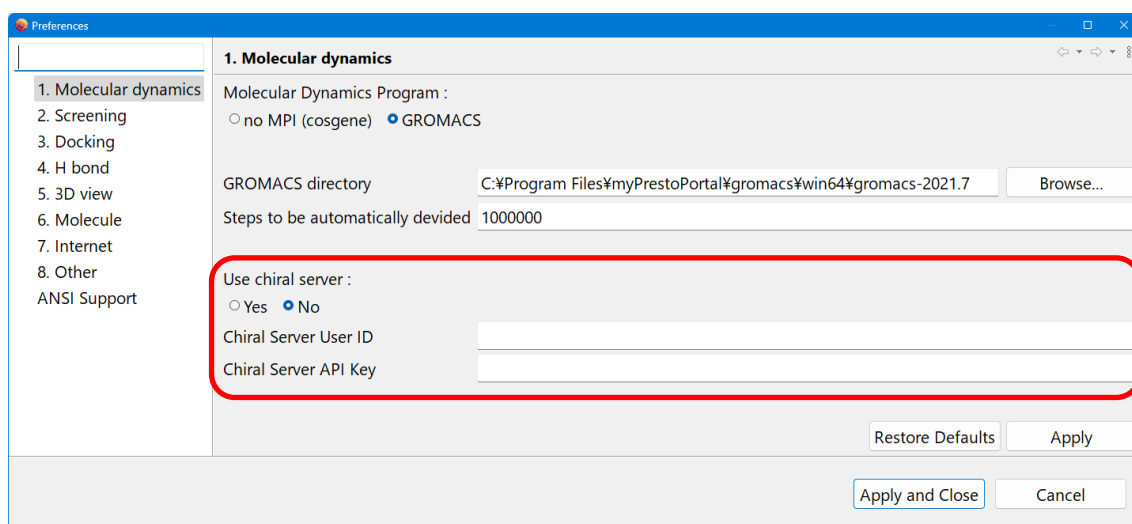 Preferences
1. Molecular dynamics
2. Screening
3. Docking
4. H bond
5. 3D view
6. Molecule
7. Internet
8. Other
ANSI Support
1. Molecular dynamics
Molecular Dynamics Program :
no MPI (cosgene) GROMACS
GROMACS directory C:¥Program Files¥myPrestoPortal¥gromacs¥win64¥gromacs-2021.7 Browse...
Steps to be automatically devided 1000000
Use chiral server :
Yes No
Chiral Server User ID
Chiral Server API Key
Restore Defaults Apply
Apply and Close Cancel